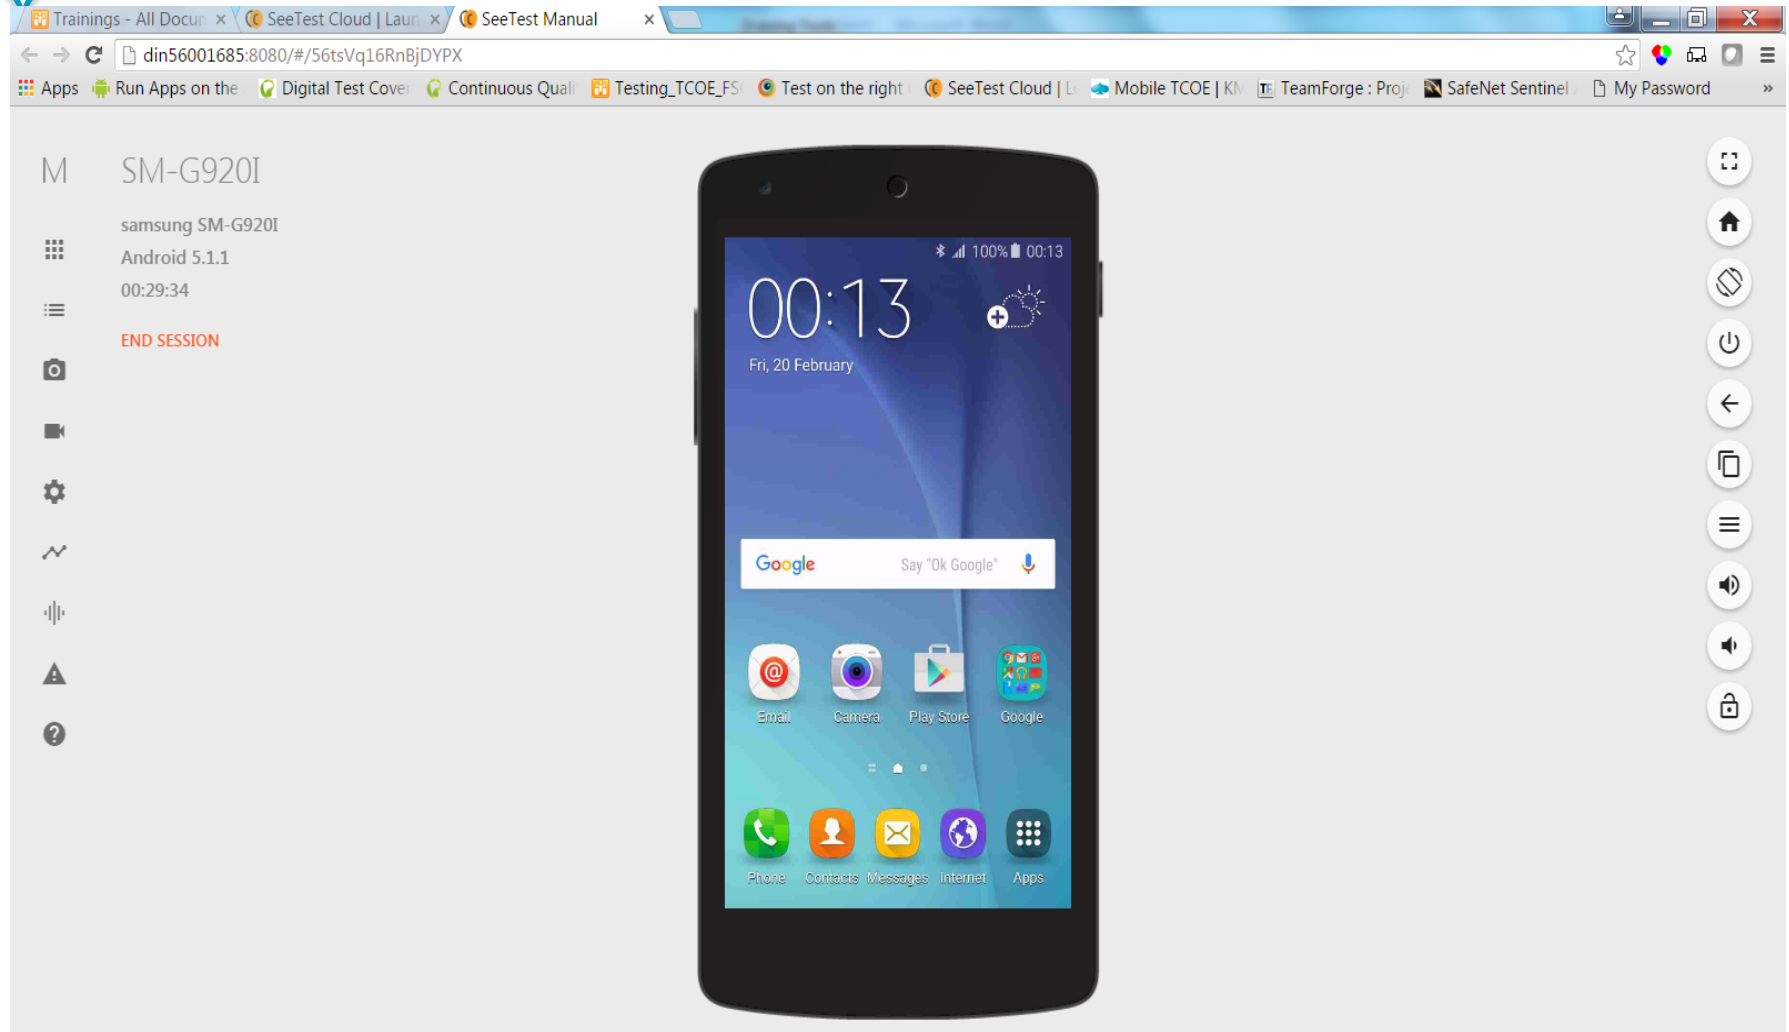 Trainings - All Docun
SeeTest Cloud | Laun
SeeTest Manual
din56001685:8080/#/56tsVq16RnBjDYPX
Apps
Run Apps on the
Digital Test Cover
Continuous Quali
Testing_TCOE_FS
Test on the right
SeeTest Cloud | L
Mobile TCOE | KN
TeamForge : Proj
SafeNet Sentinel
My Password
»
M
SM-G920I
samsung SM-G920I
Android 5.1.1
00:29:34
END SESSION
100% 00:13
00:13
Fri, 20 February
Google Say "Ok Google"
Email Camera Play Store Google
Phone Contacts Messages Internet Apps